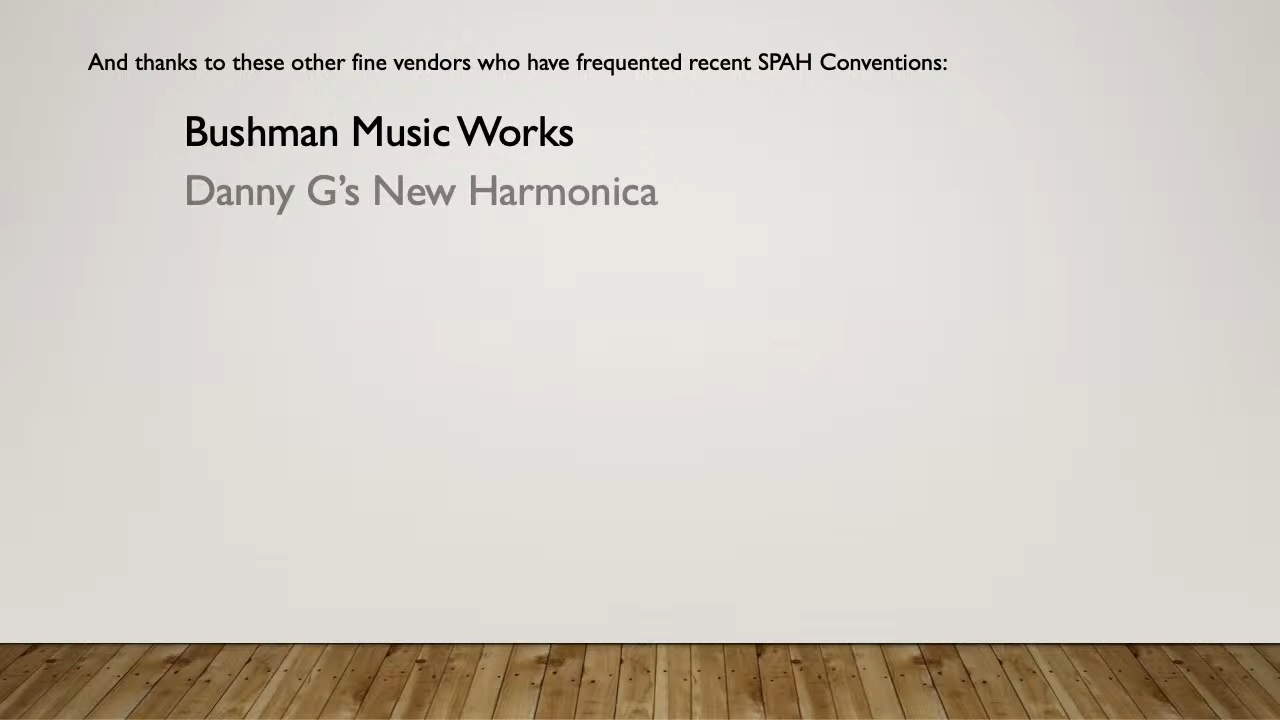 And thanks to these other fine vendors who have frequented recent SPAH Conventions:
Bushman Music Works
Danny G’s New Harmonica